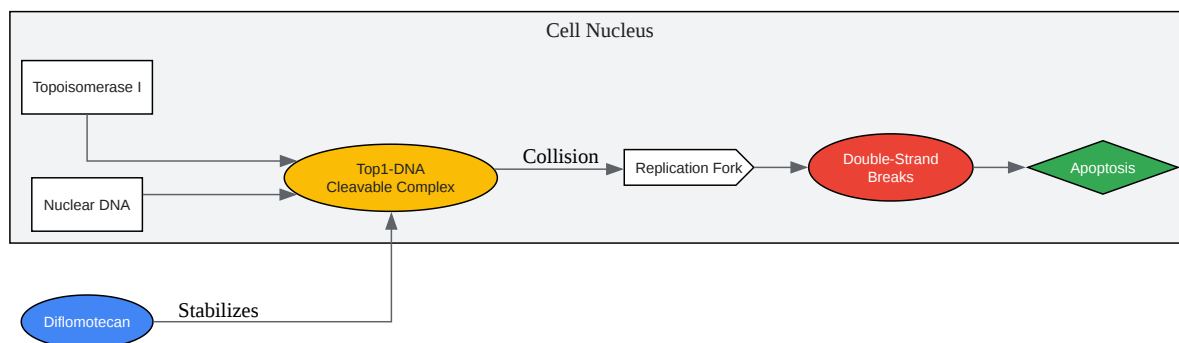 Cell Nucleus
Topoisomerase I
Nuclear DNA
Top1-DNA
Cleavable Complex
Collision
Replication Fork
Double-Strand
Breaks
Apoptosis
Stabilizes
Diflomotecan